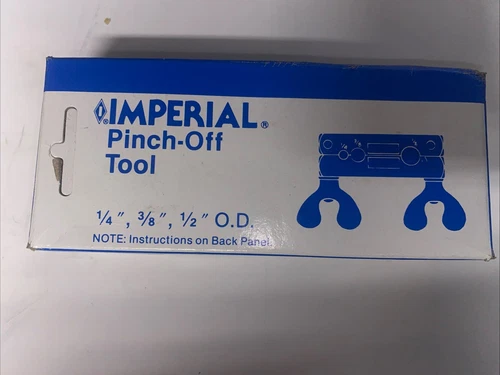 IMPERIAL®
Pinch-Off
Tool
1/4", 3/8", 1/2" O.D.
NOTE: Instructions on Back Panel